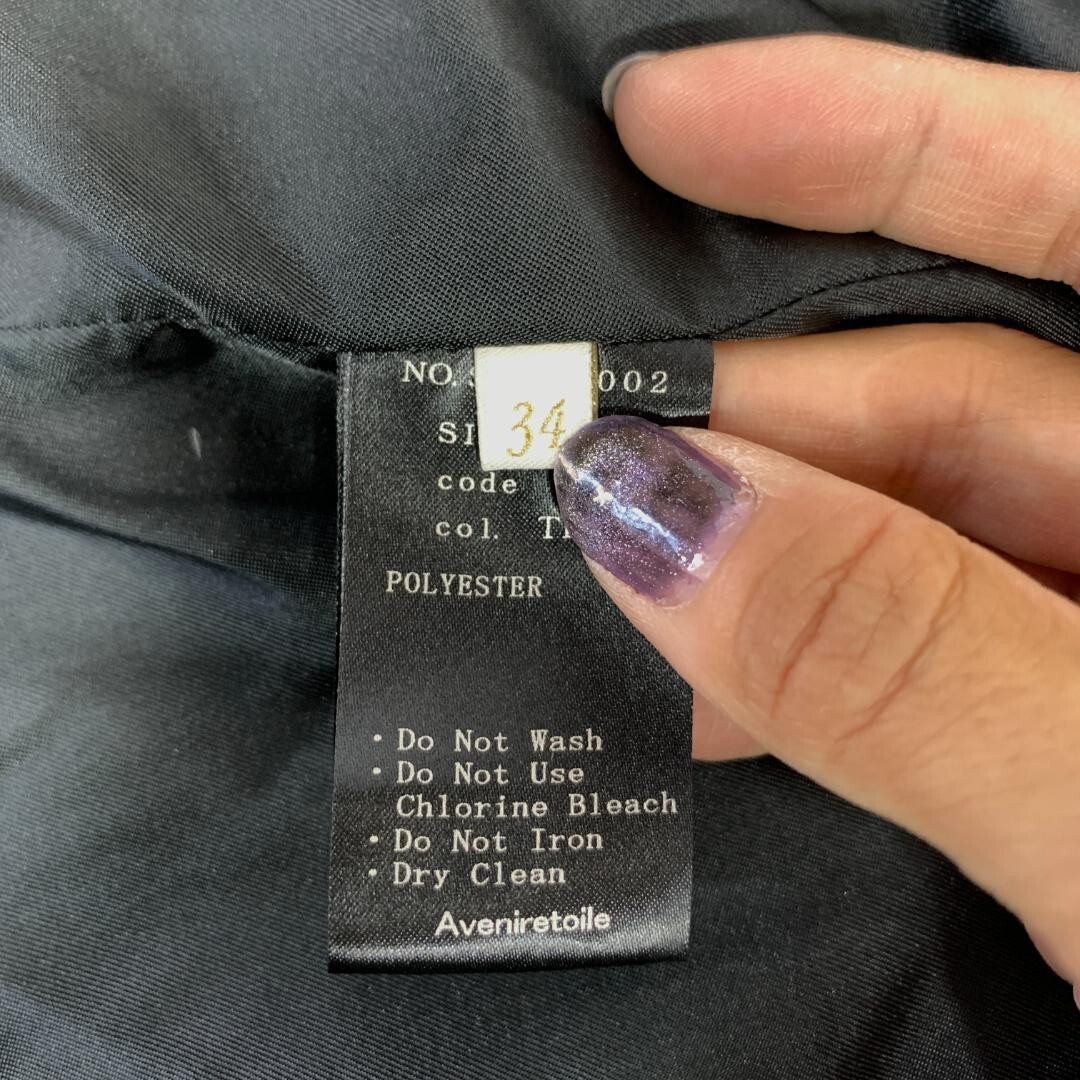 NO. 002
34
code
col.
POLYESTER
・Do Not Wash
・Do Not Use
Chlorine Bleach
・Do Not Iron
・Dry Clean
Aveniretoile